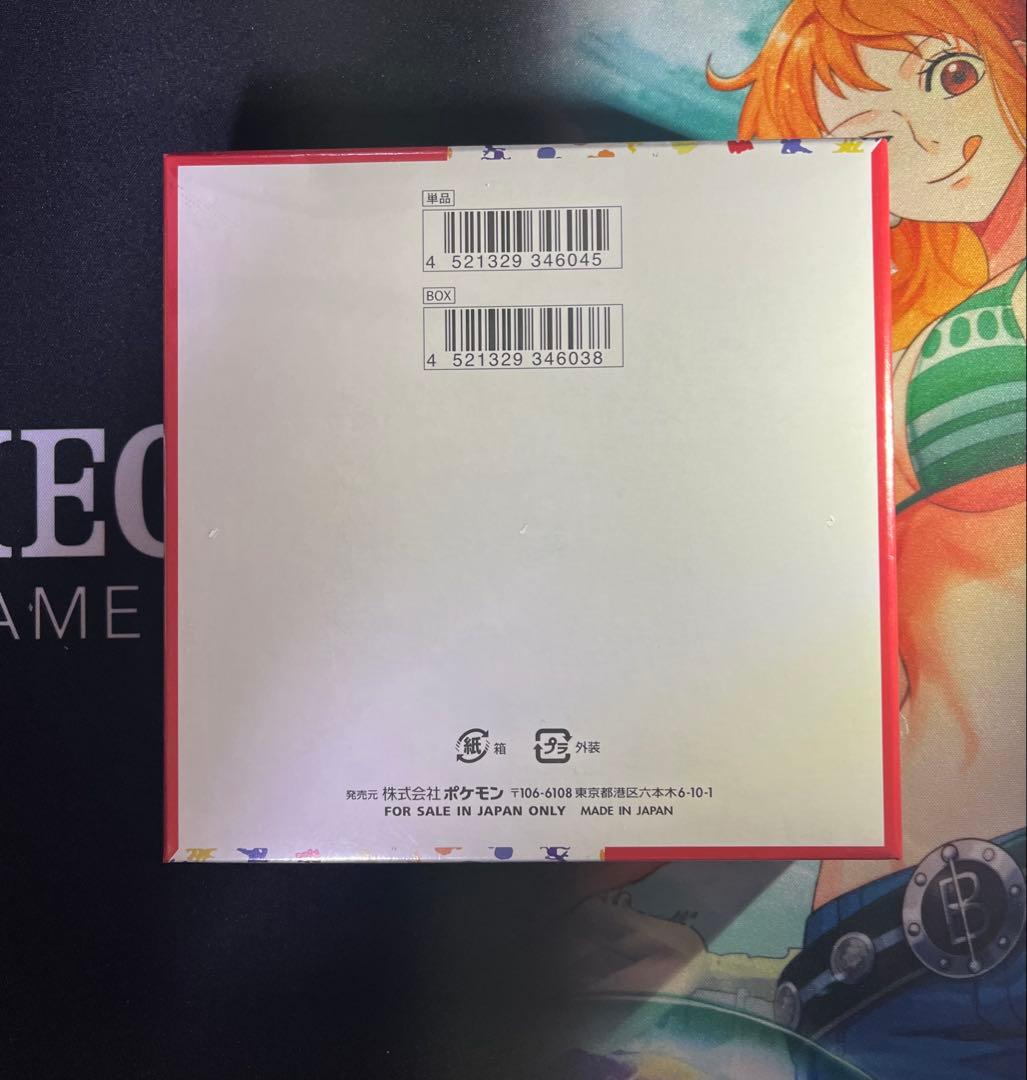 単品
4 521329 346045
BOX
4 521329 346038
AME
紙 箱 プラ 外装
発売元 株式会社ポケモン 〒106-6108 東京都港区六本木6-10-1
FOR SALE IN JAPAN ONLY MADE IN JAPAN
B